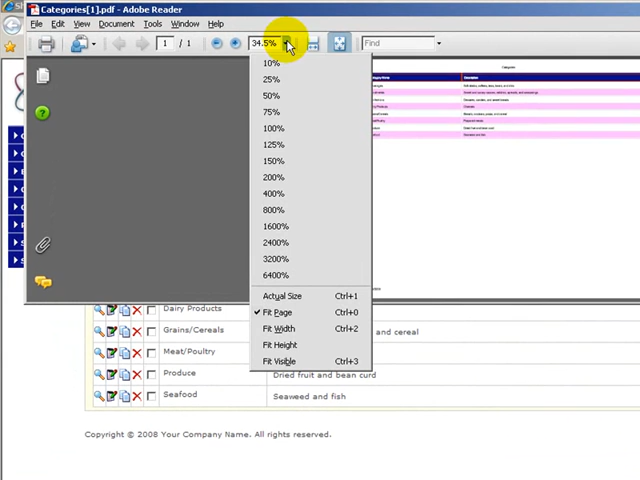 Categories[1].pdf - Adobe Reader
File Edit View Document Tools Window Help
1 / 1 34.5% Find
10%
25%
50%
75%
100%
125%
150%
200%
400%
800%
1600%
2400%
3200%
6400%
Actual Size Ctrl+1
Fit Page Ctrl+0
Fit Width Ctrl+2
Fit Height
Fit Visible Ctrl+3
Categories
Description
Dairy Products
Grains/Cereals and cereal
Meat/Poultry
Produce Dried fruit and bean curd
Seafood Seaweed and fish
Copyright © 2008 Your Company Name. All rights reserved.